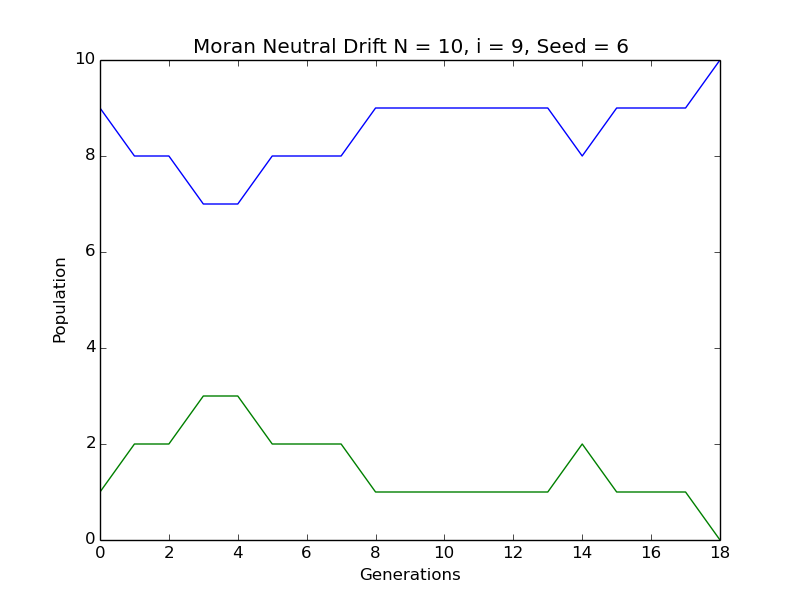 Moran Neutral Drift N = 10, i = 9, Seed = 6
10
8
6
4
2
0
Population
0 2 4 6 8 10 12 14 16 18
Generations